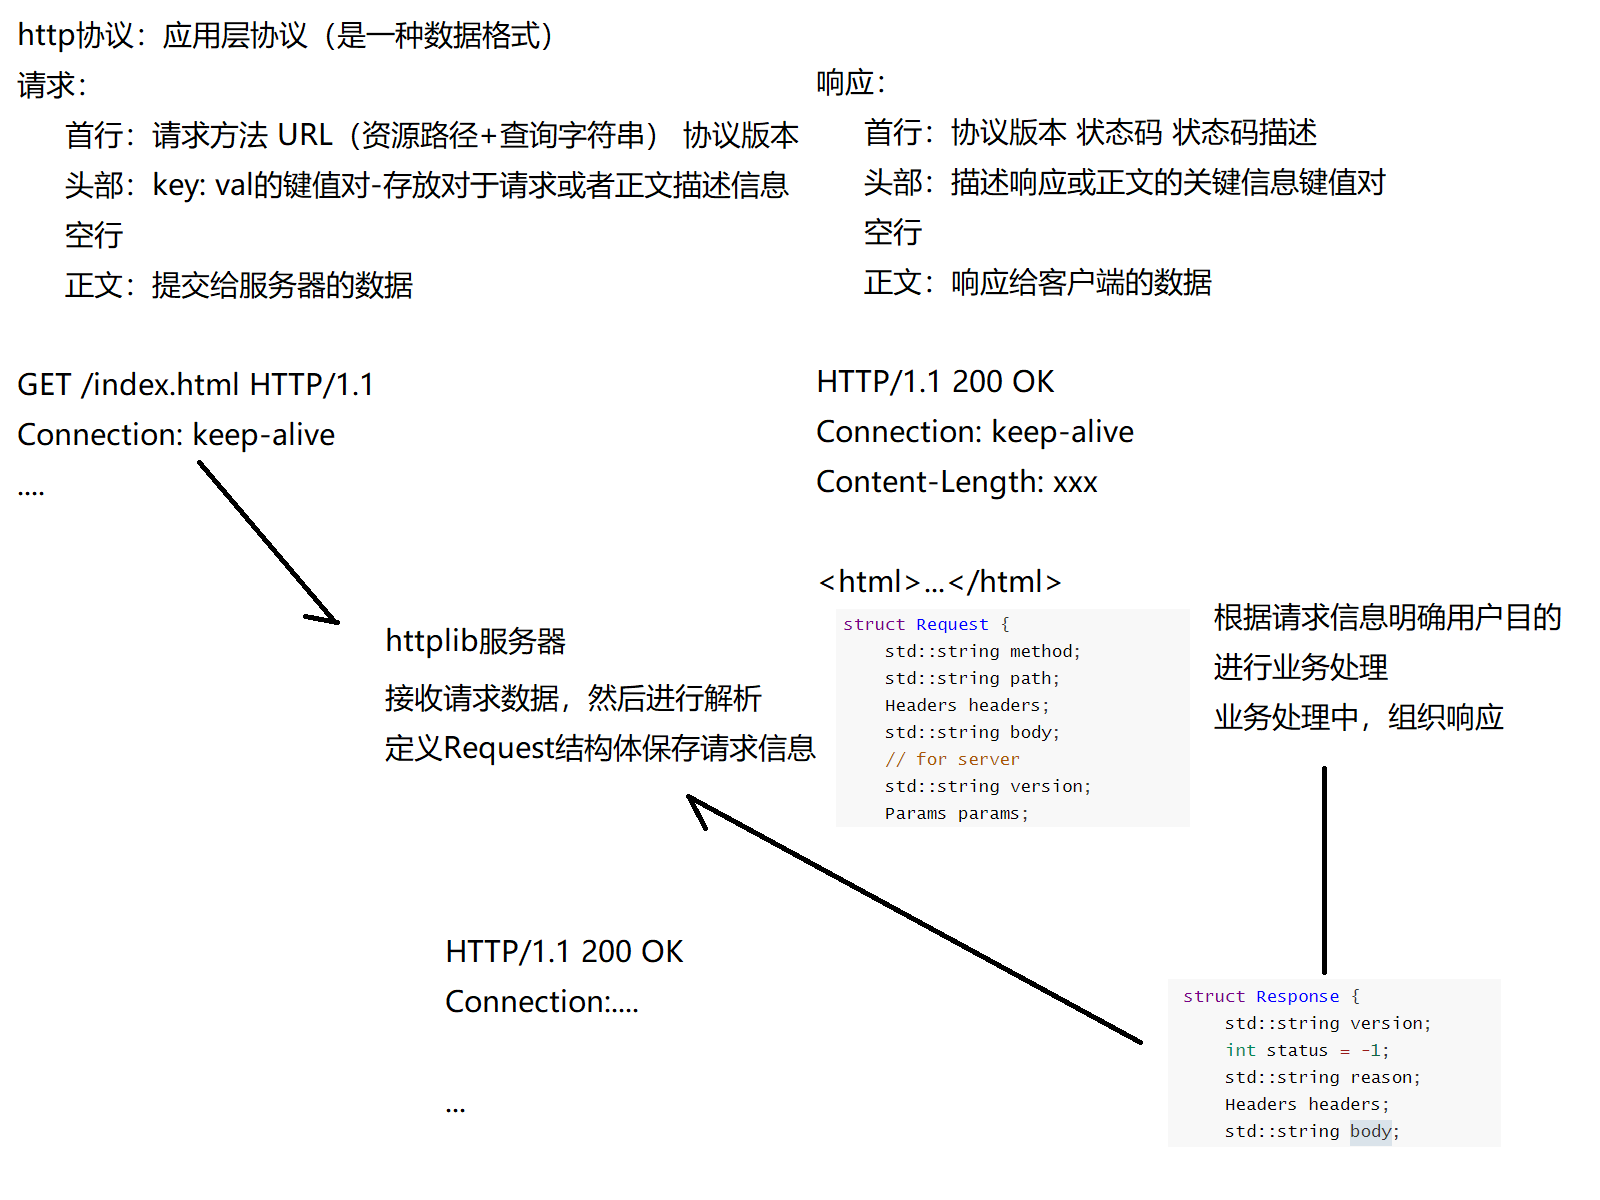 http协议：应用层协议（是一种数据格式）
请求：
首行：请求方法 URL（资源路径+查询字符串） 协议版本
头部：key: val的键值对-存放对于请求或者正文描述信息
空行
正文：提交给服务器的数据
响应：
首行：协议版本 状态码 状态码描述
头部：描述响应或正文的关键信息键值对
空行
正文：响应给客户端的数据
GET /index.html HTTP/1.1
Connection: keep-alive
....
HTTP/1.1 200 OK
Connection: keep-alive
Content-Length: xxx
<html>...</html>
httplib服务器
接收请求数据，然后进行解析
定义Request结构体保存请求信息
struct Request {
std::string method;
std::string path;
Headers headers;
std::string body;
// for server
std::string version;
Params params;
根据请求信息明确用户目的
进行业务处理
业务处理中，组织响应
HTTP/1.1 200 OK
Connection:....
...
struct Response {
std::string version;
int status = -1;
std::string reason;
Headers headers;
std::string body;